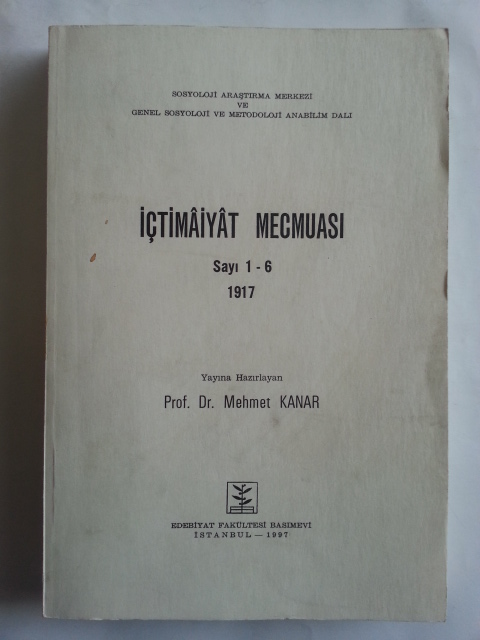 SOSYOLOJİ ARAŞTIRMA MERKEZİ
VE
GENEL SOSYOLOJİ VE METODOLOJİ ANABİLİM DALI
İÇTİMÂİYÂT MECMUASI
Sayı 1 - 6
1917
Yayına Hazırlayan
Prof. Dr. Mehmet KANAR
EDEBİYAT FAKÜLTESİ BASIMEVİ
İSTANBUL — 1997